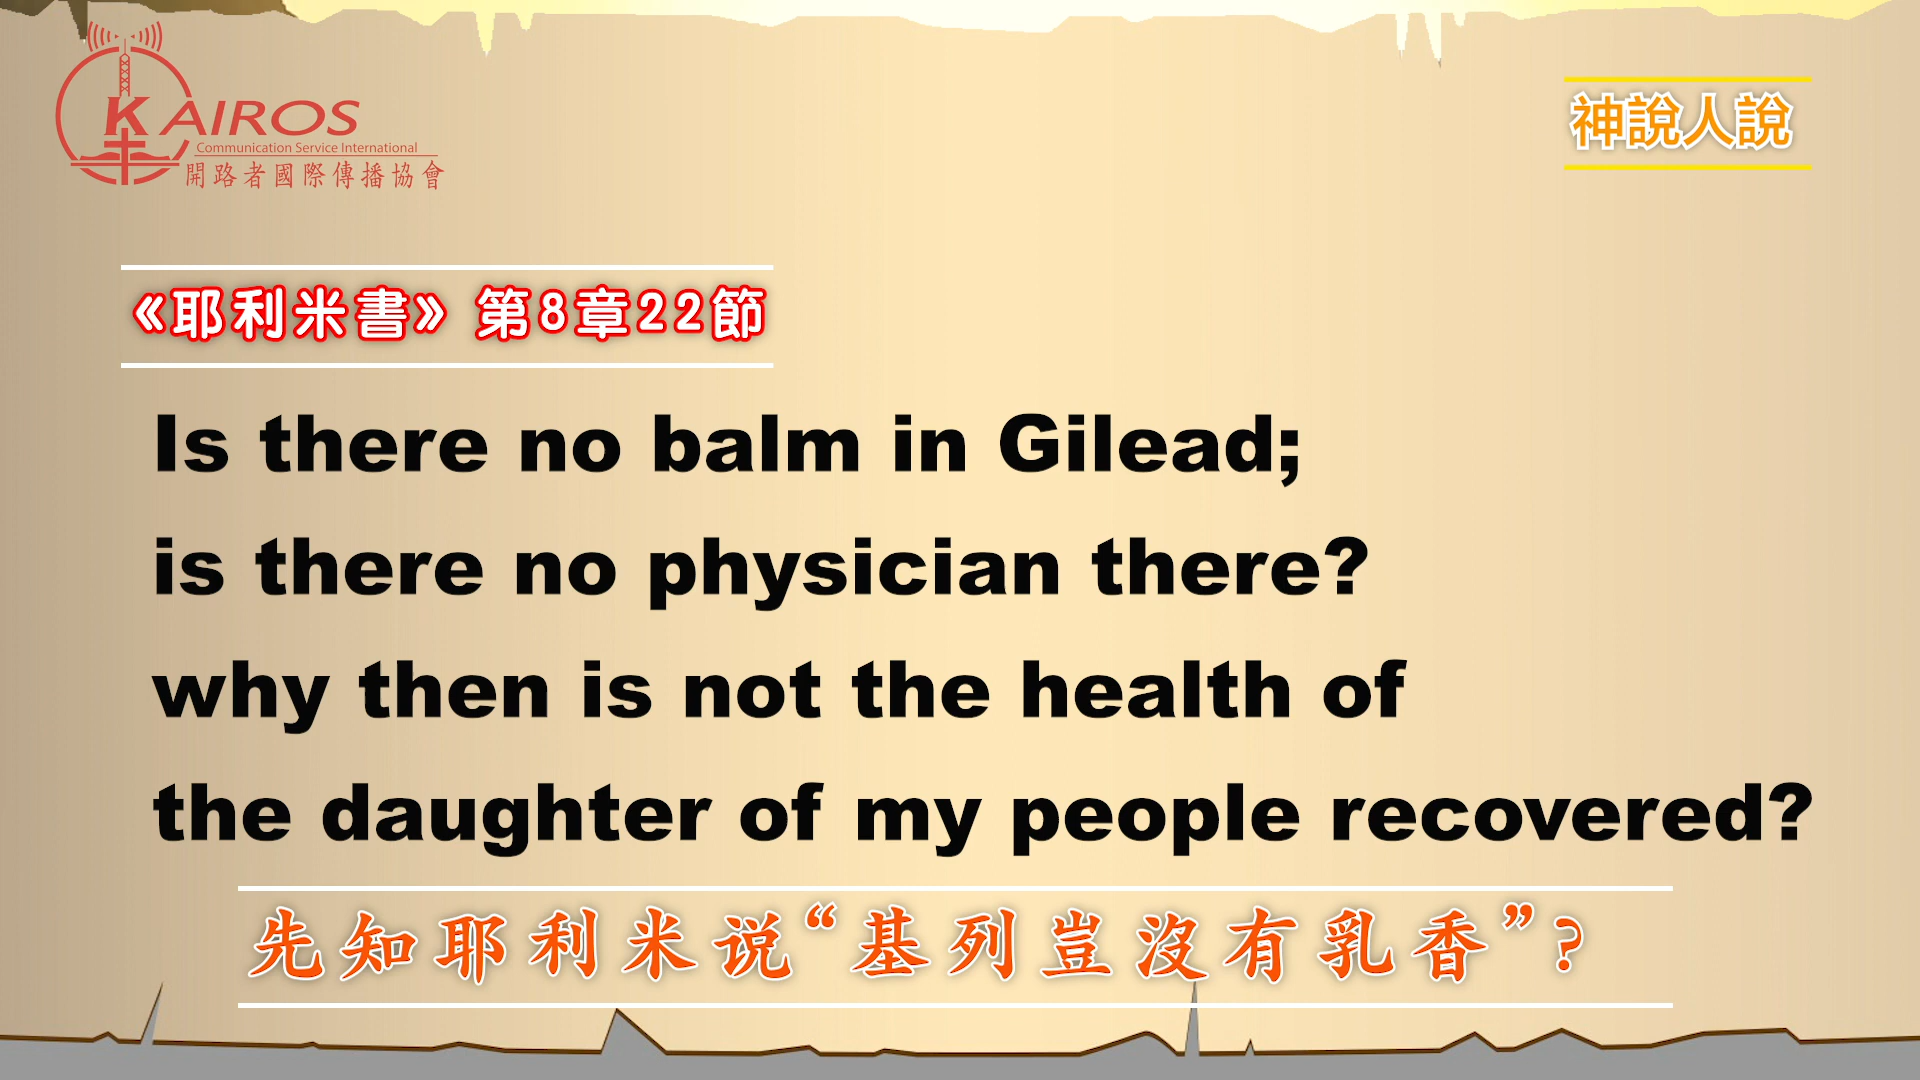 KAIROS
Communication Service International
開路者國際傳播協會
神說人說
《耶利米書》第8章22節
Is there no balm in Gilead;
is there no physician there?
why then is not the health of
the daughter of my people recovered?
先知耶利米说“基列豈沒有乳香”?